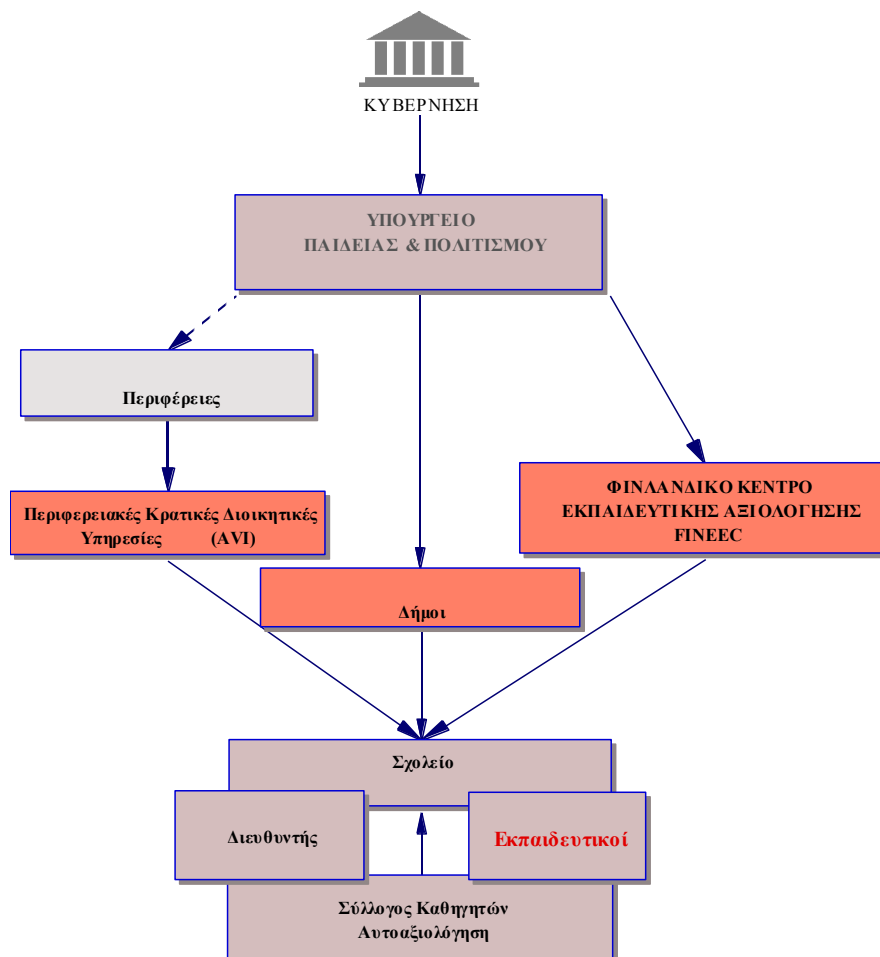 ΚΥΒΕΡΝΗΣΗ
ΥΠΟΥΡΓΕΙΟ
ΠΑΙΔΕΙΑΣ & ΠΟΛΙΤΙΣΜΟΥ
Περιφέρειες
Περιφερειακές Κρατικές Διοικητικές
Υπηρεσίες (AVI)
ΦΙΝΛΑΝΔΙΚΟ ΚΕΝΤΡΟ
ΕΚΠΑΙΔΕΥΤΙΚΗΣ ΑΞΙΟΛΟΓΗΣΗΣ
FINEEC
Δήμοι
Σχολείο
Διευθυντής
Εκπαιδευτικοί
Σύλλογος Καθηγητών
Αυτοαξιολόγηση